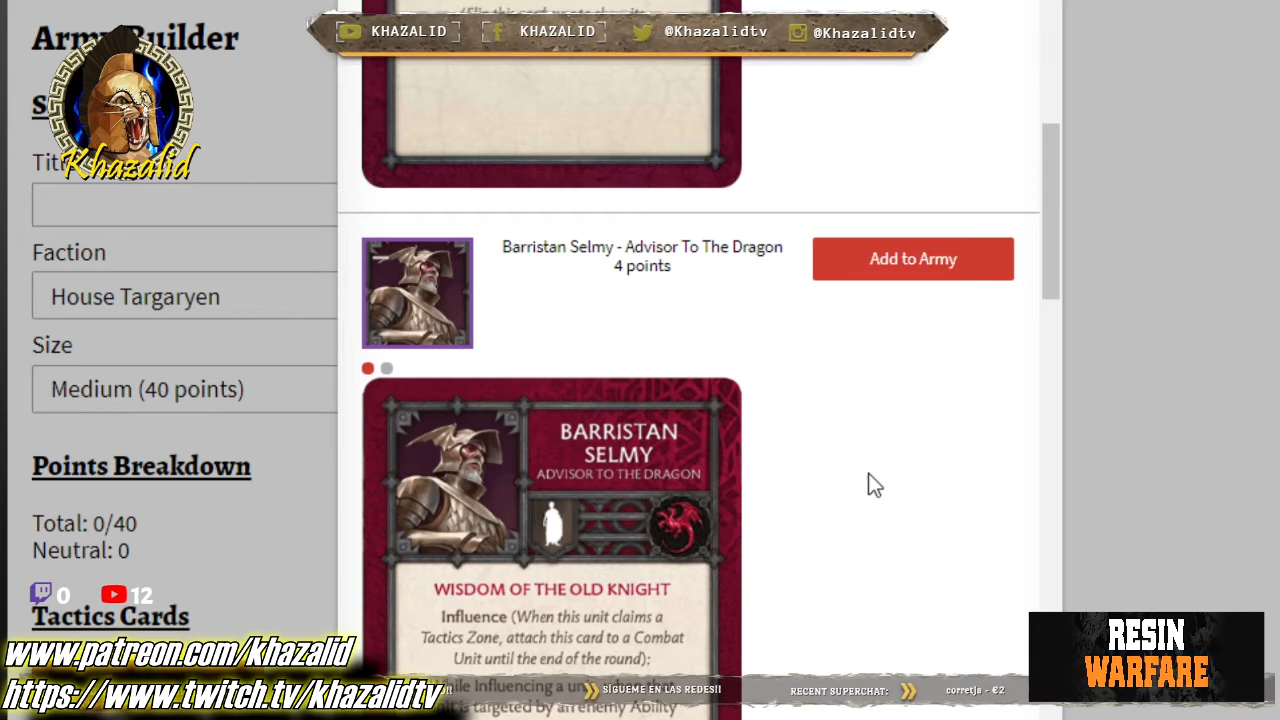 KHAZALID
KHAZALID
@Khazalidtv
@Khazalidtv
Khazalid
Faction
House Targaryen
Size
Medium (40 points)
Points Breakdown
Total: 0/40
Neutral: 0
0
12
Tactics Cards
www.patreon.com/khazalid
https://www.twitch.tv/khazalidtv
Barristan Selmy - Advisor To The Dragon
4 points
Add to Army
BARRISTAN
SELMY
ADVISOR TO THE DRAGON
WISDOM OF THE OLD KNIGHT
Influence (When this unit claims a
Tactics Zone, attach this card to a Combat
Unit until the end of the round):
is targeted by an enemy Ability
SÍGUEME EN LAS REDES!!
RECENT SUPERCHAT:
corretja - €2
RESIN
WARFARE